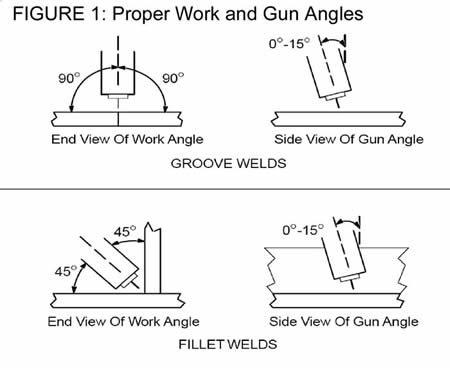 FIGURE 1: Proper Work and Gun Angles
0°-15°
90° 90°
End View Of Work Angle Side View Of Gun Angle
GROOVE WELDS
45° 0°-15°
45°
End View Of Work Angle Side View Of Gun Angle
FILLET WELDS